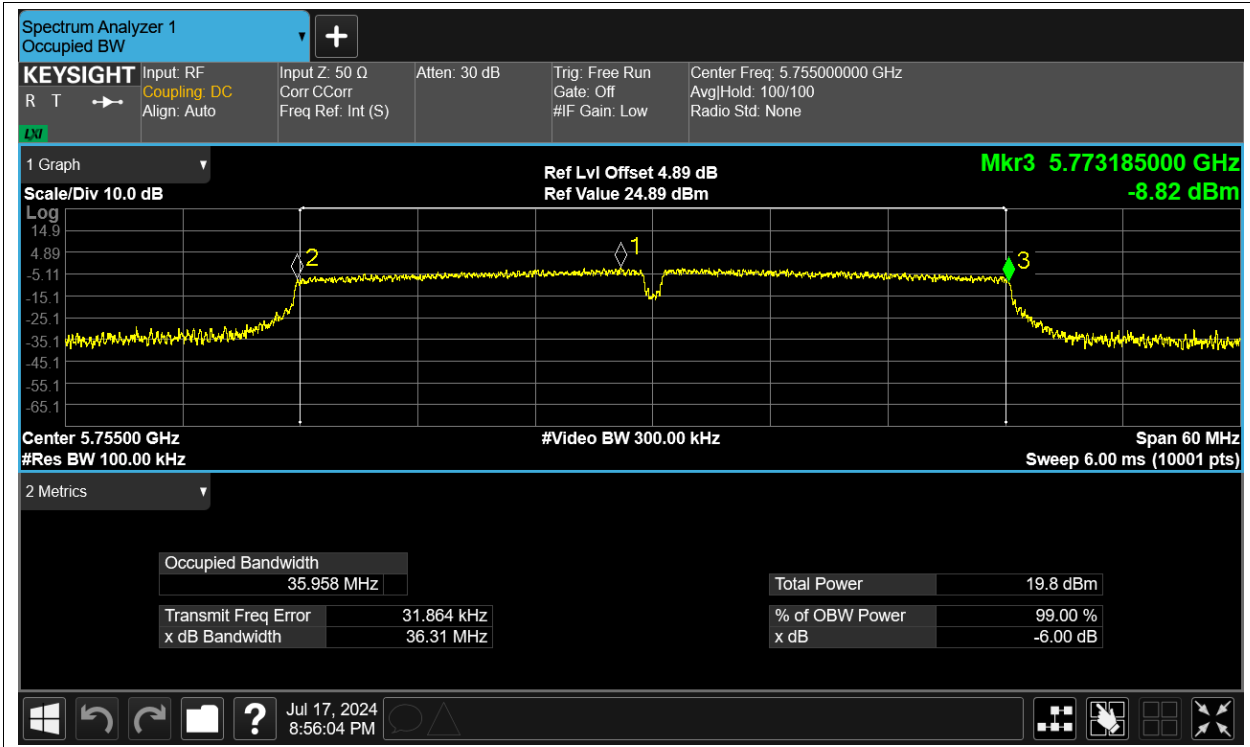 Spectrum Analyzer 1
Occupied BW
KEYSIGHT
R T
LXI
Input: RF
Coupling: DC
Align: Auto
Input Z: 50 Ω
Corr CCorr
Freq Ref: Int (S)
Atten: 30 dB
Trig: Free Run
Gate: Off
#IF Gain: Low
Center Freq: 5.755000000 GHz
Avg|Hold: 100/100
Radio Std: None
1 Graph
Scale/Div 10.0 dB
Ref Lvl Offset 4.89 dB
Ref Value 24.89 dBm
Mkr3 5.773185000 GHz
-8.82 dBm
Log
14.9
4.89
-5.11
-15.1
-25.1
-35.1
-45.1
-55.1
-65.1
2
1
3
Center 5.75500 GHz
#Res BW 100.00 kHz
#Video BW 300.00 kHz
Span 60 MHz
Sweep 6.00 ms (10001 pts)
2 Metrics
Occupied Bandwidth
35.958 MHz
Transmit Freq Error 31.864 kHz
x dB Bandwidth 36.31 MHz
Total Power 19.8 dBm
% of OBW Power 99.00 %
x dB -6.00 dB
?
Jul 17, 2024
8:56:04 PM